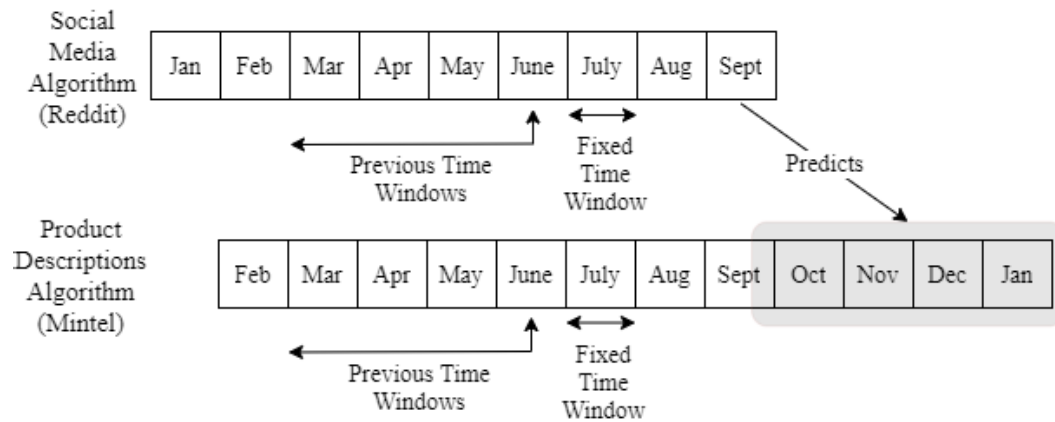 Social
Media
Algorithm
(Reddit)
Jan Feb Mar Apr May June July Aug Sept
Previous Time
Windows
Fixed
Time
Window
Predicts
Product
Descriptions
Algorithm
(Mintel)
Feb Mar Apr May June July Aug Sept Oct Nov Dec Jan
Previous Time
Windows
Fixed
Time
Window